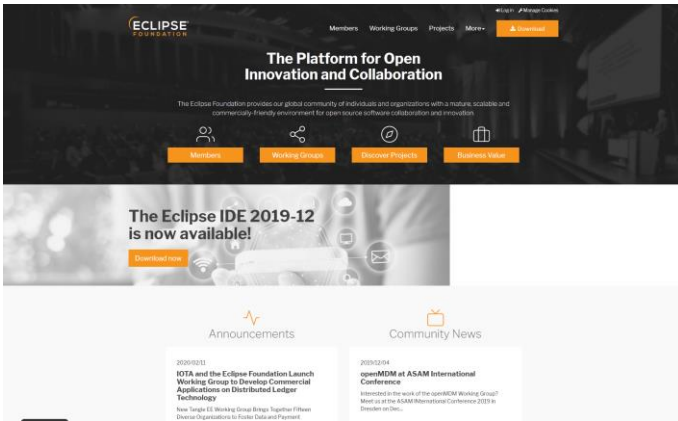 Log in Manage Cookies
ECLIPSE
FOUNDATION
Members Working Groups Projects More Download
The Platform for Open
Innovation and Collaboration
The Eclipse Foundation provides our global community of individuals and organizations with a mature, scalable and
commercially-friendly environment for open source software collaboration and innovation.
Members Working Groups Discover Projects Business Value
The Eclipse IDE 2019-12
is now available!
Download now
Announcements
2020/02/11
IOTA and the Eclipse Foundation Launch
Working Group to Develop Commercial
Applications on Distributed Ledger
Technology
New Tangle EE Working Group Brings Together Fifteen
Diverse Organizations to Foster Data and Payment
Community News
2019/12/04
openMDM at ASAM International
Conference
Interested in the work of the openMDM Working Group?
Meet us at the ASAM International Conference 2019 in
Dresden on Dec...